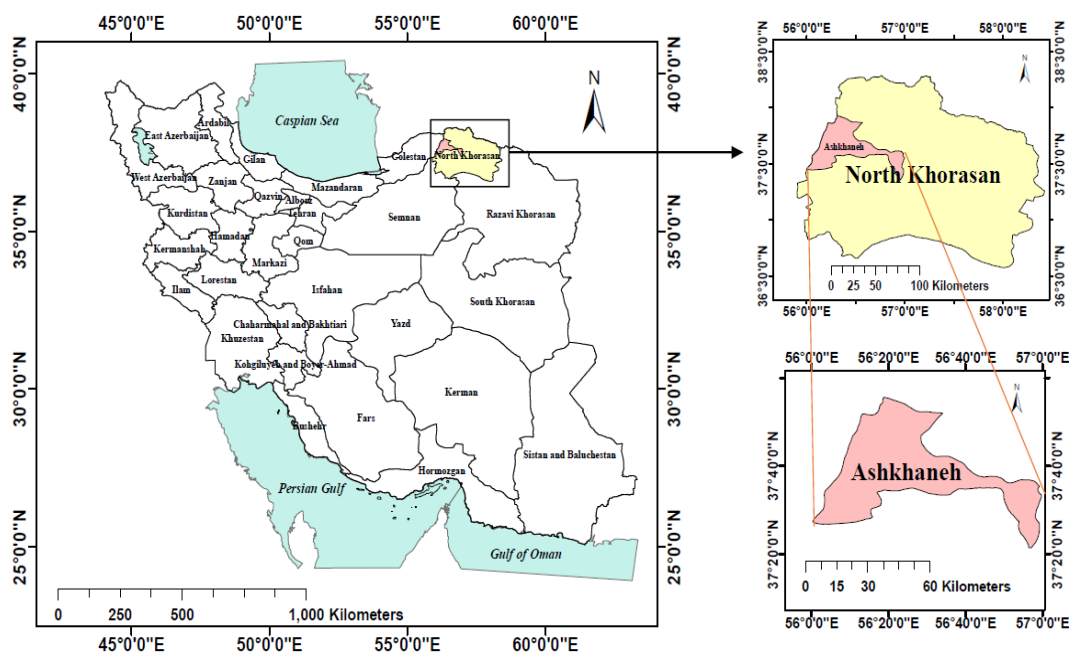 45°0'0"E 50°0'0"E 55°0'0"E 60°0'0"E
40°0'0"N
35°0'0"N
30°0'0"N
25°0'0"N
N
Caspian Sea
Ardabil
East Azerbaijan
Gilan
Golestan
North Khorasan
West Azerbaijan
Zanjan
Mazandaran
Qazvin
Alborz
Tehran
Kurdistan
Semnan
Razavi Khorasan
Hamadan
Qom
Kermanshah
Markazi
Lorestan
Ilam
Isfahan
South Khorasan
Chaharmahal and Bakhtiari
Yazd
Khuzestan
Kohgiluyeh and Boyer-Ahmad
Kerman
Fars
Bushehr
Sistan and Baluchestan
Hormozgan
Persian Gulf
Gulf of Oman
0 250 500 1,000 Kilometers
40°0'0"N
35°0'0"N
30°0'0"N
25°0'0"N
45°0'0"E 50°0'0"E 55°0'0"E 60°0'0"E
56°0'0"E 57°0'0"E 58°0'0"E
38°30'0"N
37°30'0"N
36°30'0"N
N
Ashkhaneh
North Khorasan
0 25 50 100 Kilometers
38°30'0"N
37°30'0"N
36°30'0"N
56°0'0"E 57°0'0"E 58°0'0"E
56°0'0"E 56°20'0"E 56°40'0"E 57°0'0"E
37°40'0"N
37°20'0"N
N
Ashkhaneh
0 15 30 60 Kilometers
37°40'0"N
37°20'0"N
56°0'0"E 56°20'0"E 56°40'0"E 57°0'0"E